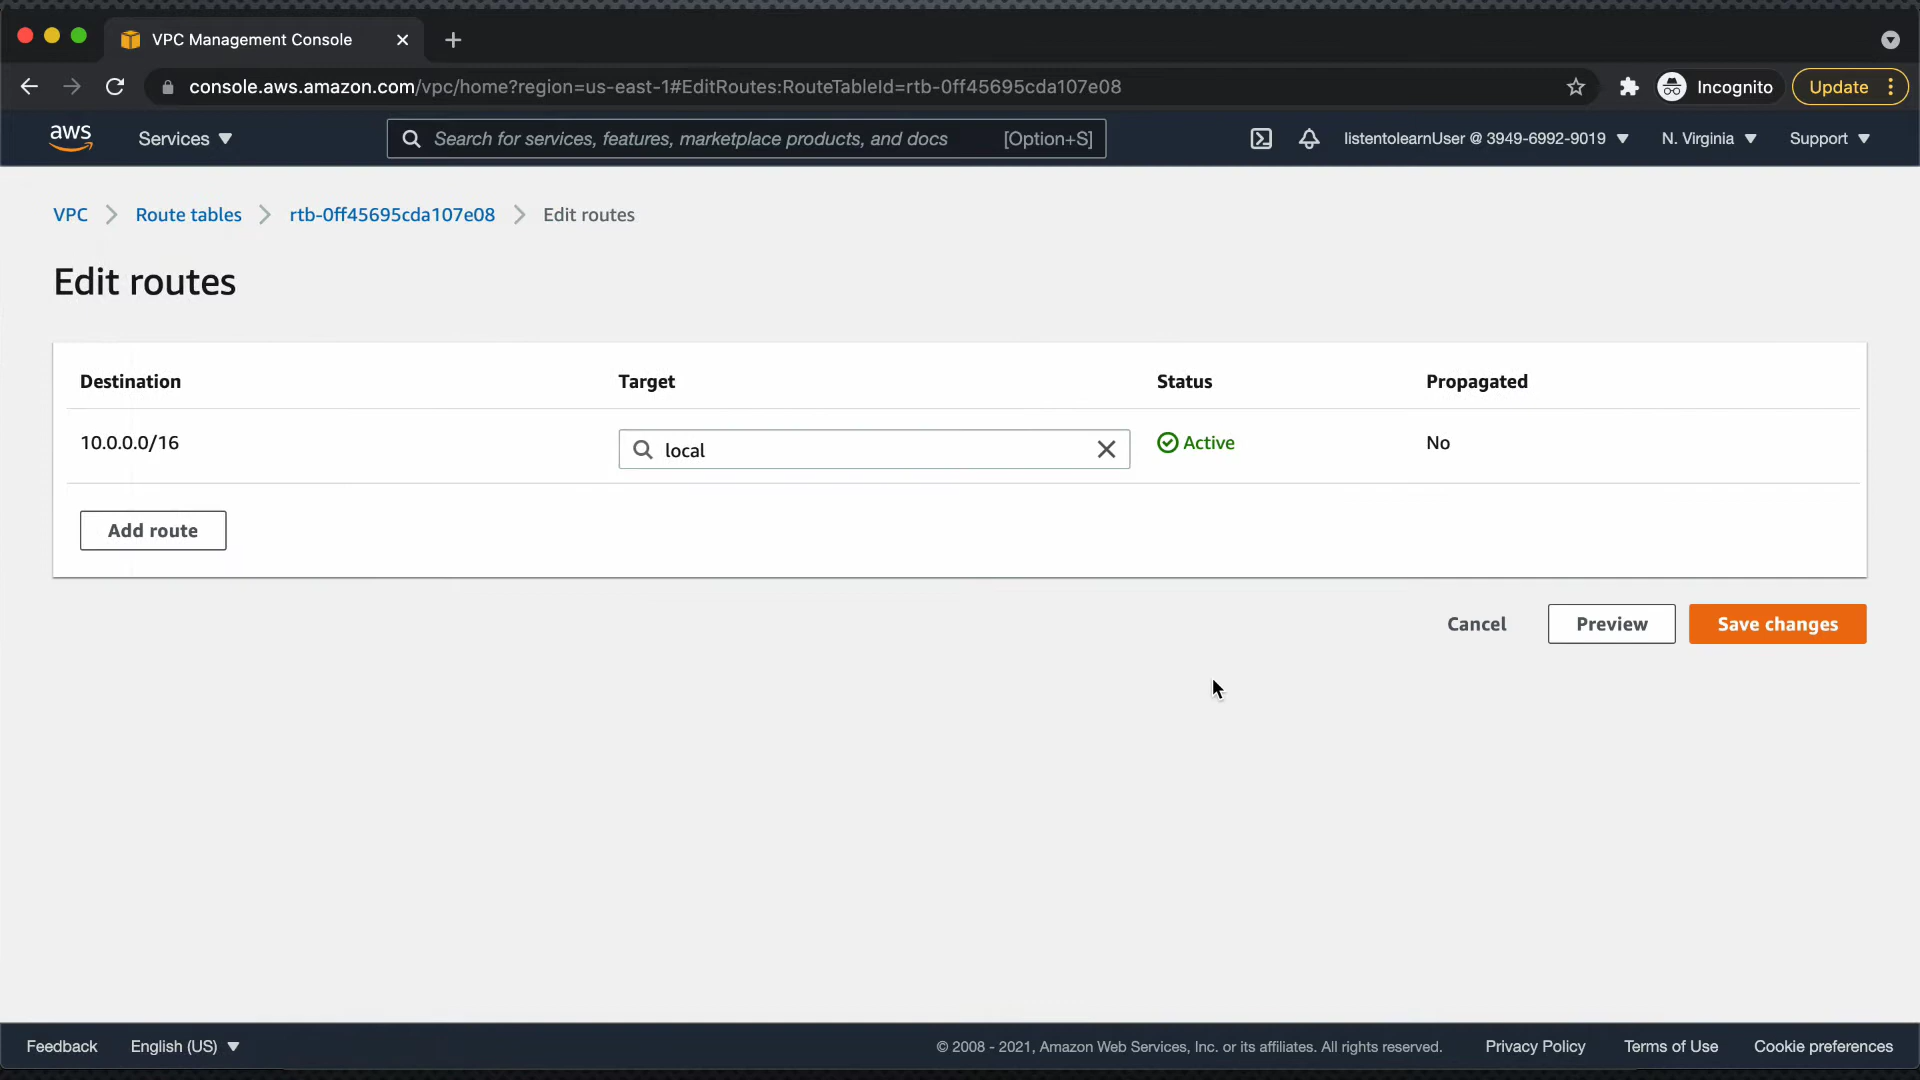 VPC Management Console
console.aws.amazon.com/vpc/home?region=us-east-1#EditRoutes:RouteTableId=rtb-0ff45695cda107e08
Incognito
Update
aws
Services
Search for services, features, marketplace products, and docs
[Option+S]
listentolearnUser @ 3949-6992-9019
N. Virginia
Support
VPC
Route tables
rtb-0ff45695cda107e08
Edit routes
Edit routes
Destination
Target
Status
Propagated
10.0.0.0/16
local
Active
No
Add route
Cancel
Preview
Save changes
Feedback
English (US)
© 2008 - 2021, Amazon Web Services, Inc. or its affiliates. All rights reserved.
Privacy Policy
Terms of Use
Cookie preferences